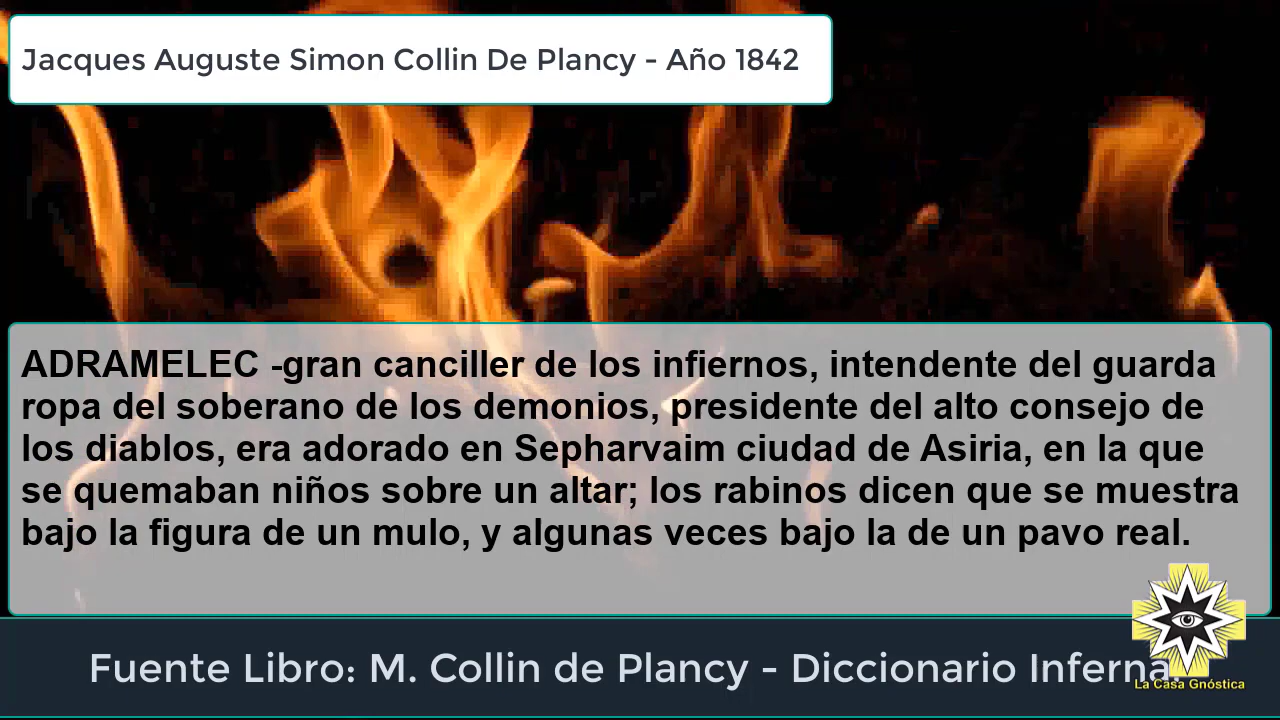 Jacques Auguste Simon Collin De Plancy - Año 1842
ADRAMELEC -gran canciller de los infiernos, intendente del guarda
ropa del soberano de los demonios, presidente del alto consejo de
los diablos, era adorado en Sepharvaim ciudad de Asiria, en la que
se quemaban niños sobre un altar; los rabinos dicen que se muestra
bajo la figura de un mulo, y algunas veces bajo la de un pavo real.
Fuente Libro: M. Collin de Plancy - Diccionario Inferna
La Casa Gnóstica